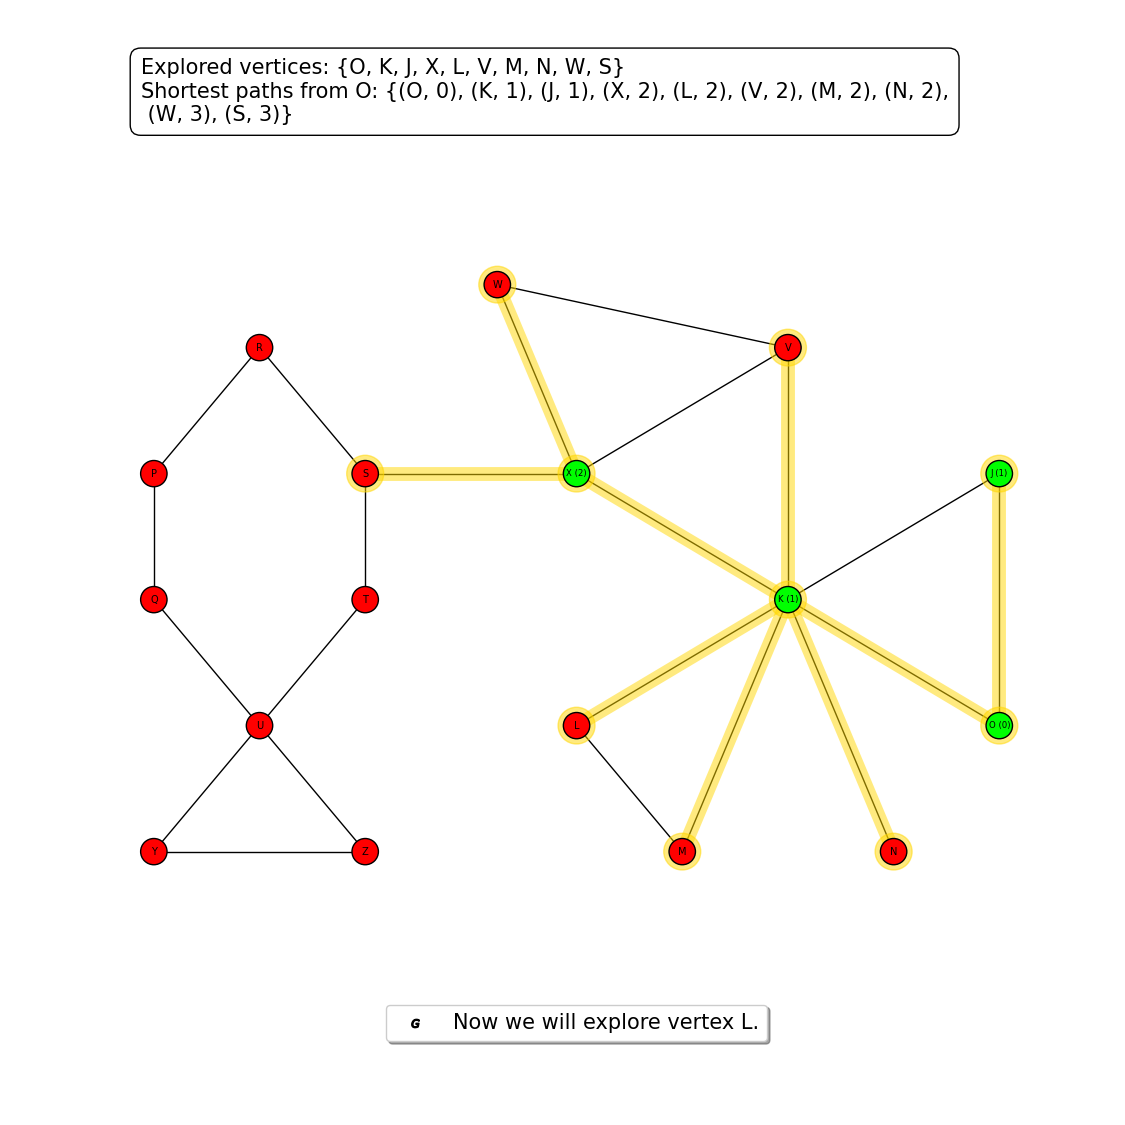 Explored vertices: {O, K, J, X, L, V, M, N, W, S}
Shortest paths from O: {(O, 0), (K, 1), (J, 1), (X, 2), (L, 2), (V, 2), (M, 2), (N, 2),
(W, 3), (S, 3)}
W
R
V
P
S
X (2)
J (1)
Q
T
K (1)
U
L
O (0)
Y
Z
M
N
G Now we will explore vertex L.